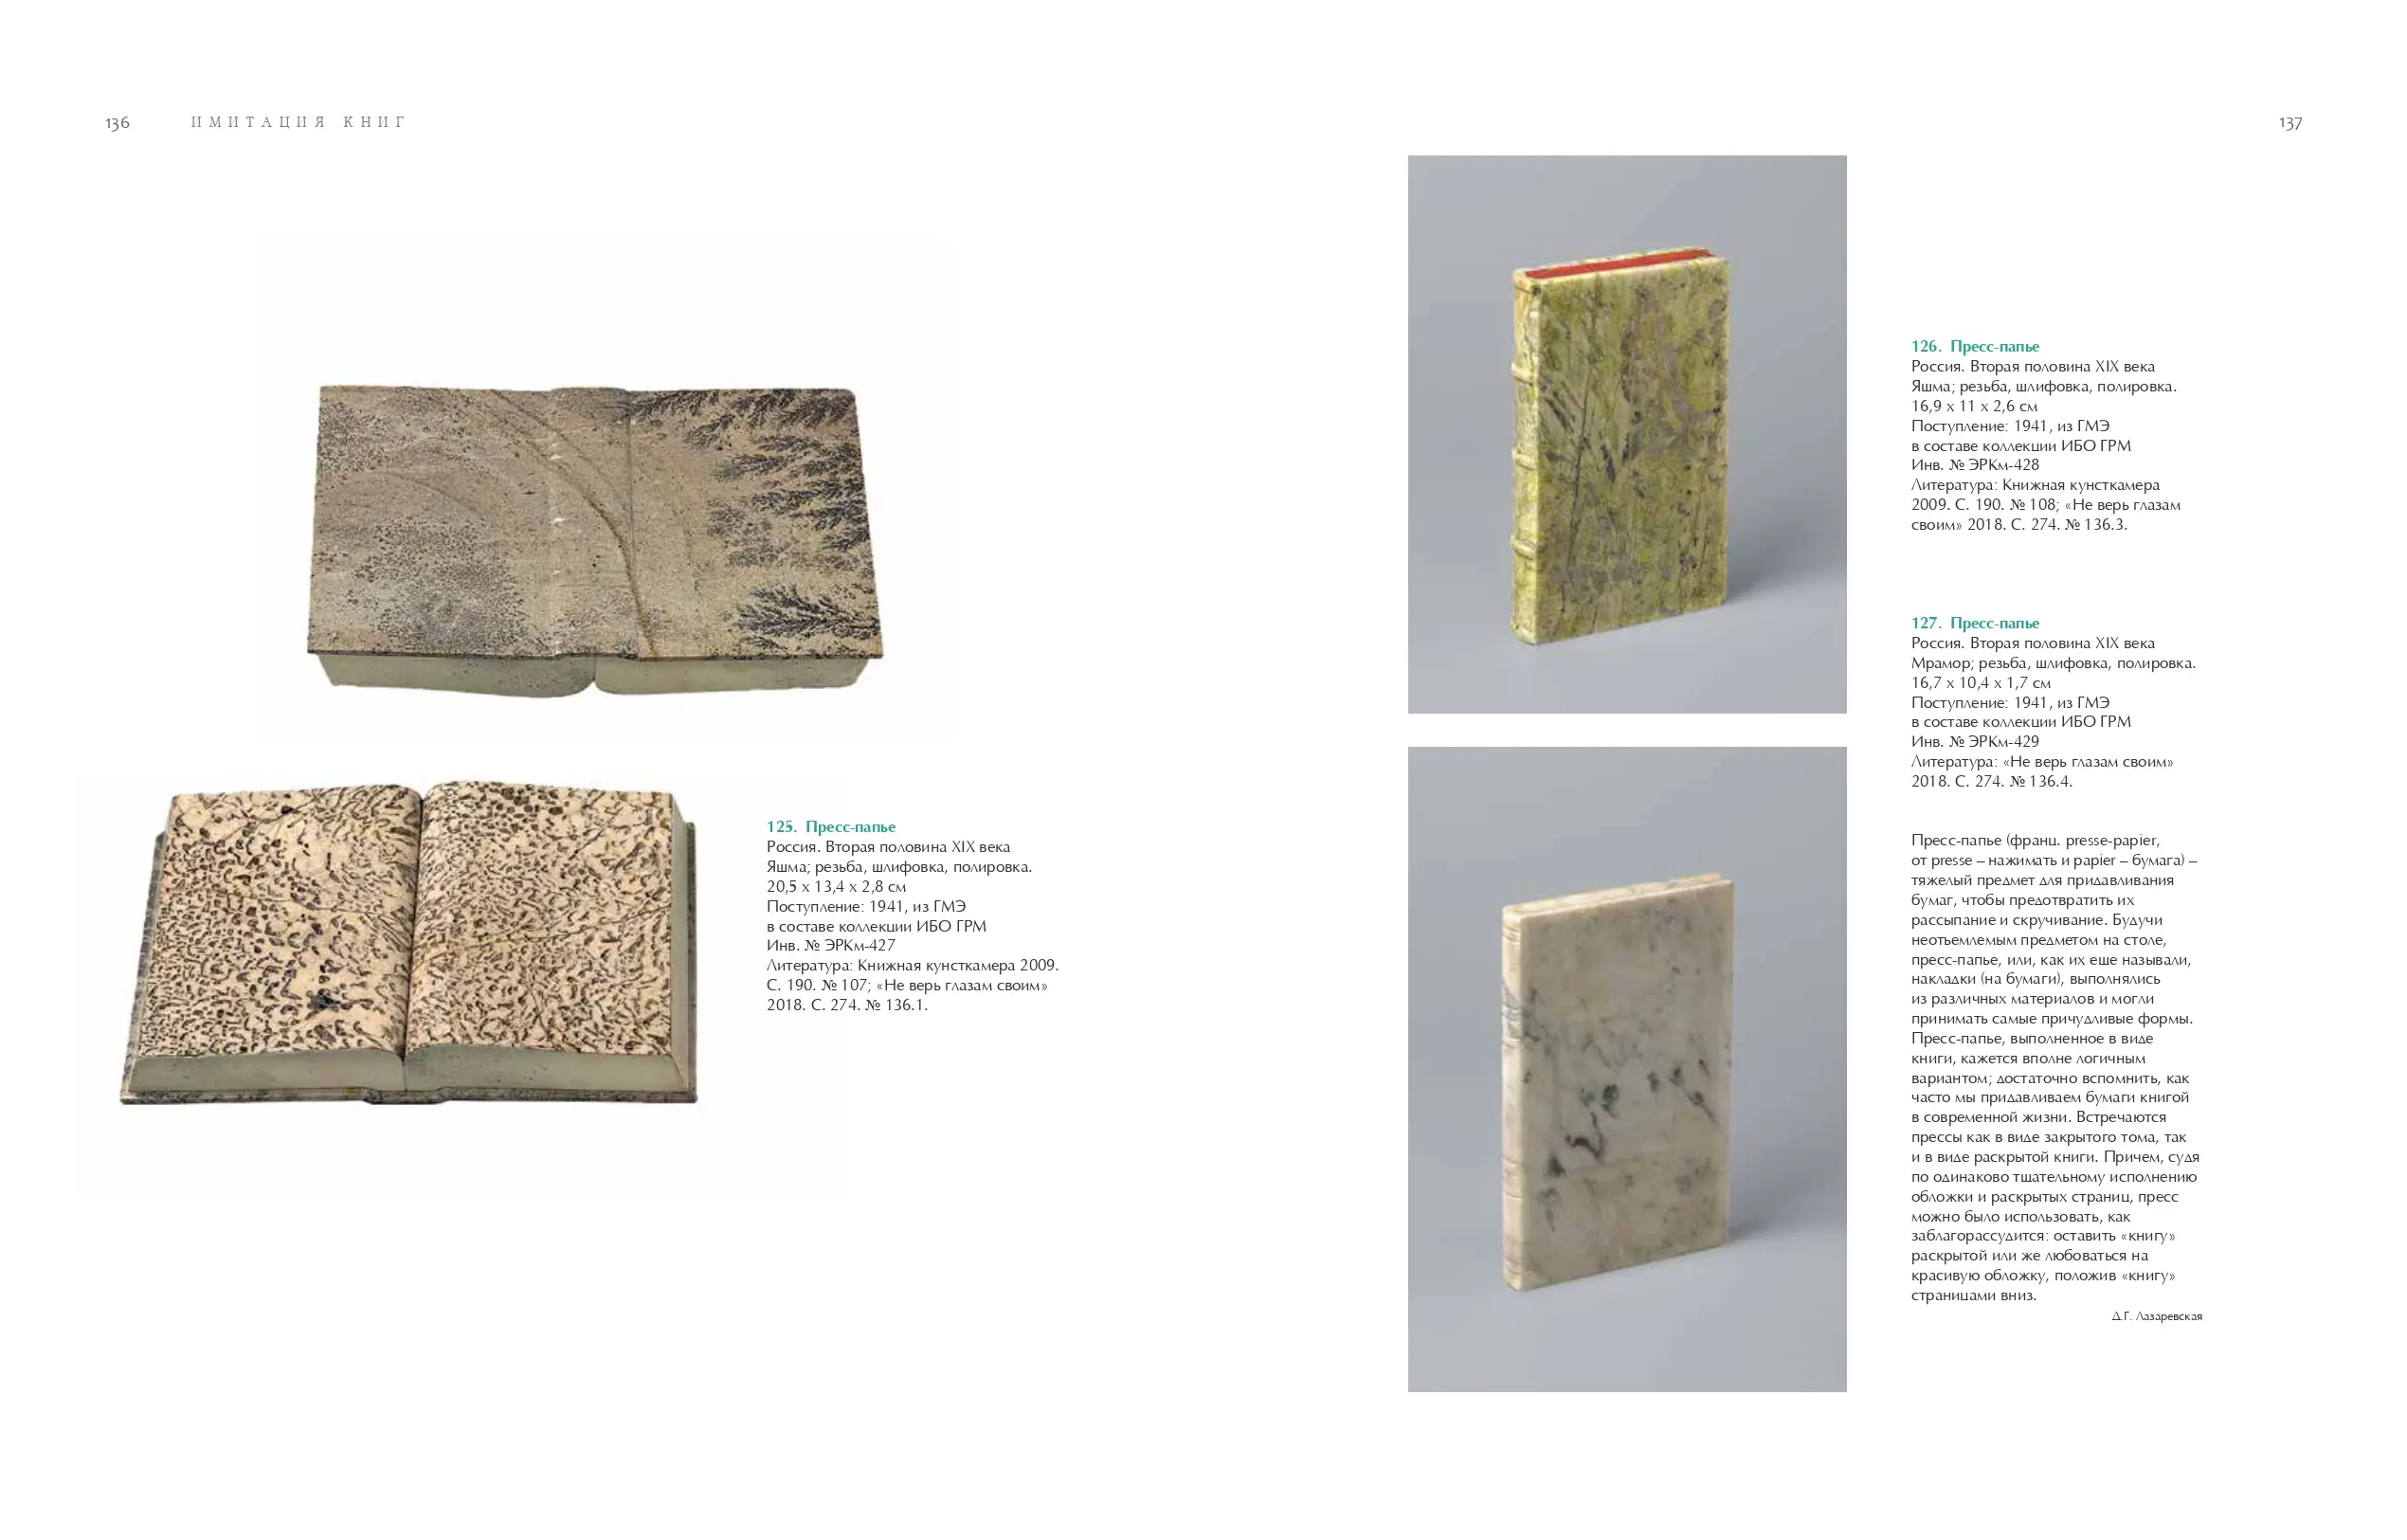 136 ИМИТАЦИЯ КНИГ
125. Пресс-папье
Россия. Вторая половина XIX века
Яшма; резьба, шлифовка, полировка.
20,5 x 13,4 x 2,8 см
Поступление: 1941, из ГМЭ
в составе коллекции ИБО ГРМ
Инв. № ЭРКм-427
Литература: Книжная кунсткамера 2009.
С. 190. № 107; «Не верь глазам своим»
2018. С. 274. № 136.1.
137
126. Пресс-папье
Россия. Вторая половина XIX века
Яшма; резьба, шлифовка, полировка.
16,9 x 11 x 2,6 см
Поступление: 1941, из ГМЭ
в составе коллекции ИБО ГРМ
Инв. № ЭРКм-428
Литература: Книжная кунсткамера
2009. С. 190. № 108; «Не верь глазам
своим» 2018. С. 274. № 136.3.
127. Пресс-папье
Россия. Вторая половина XIX века
Мрамор; резьба, шлифовка, полировка.
16,7 x 10,4 x 1,7 см
Поступление: 1941, из ГМЭ
в составе коллекции ИБО ГРМ
Инв. № ЭРКм-429
Литература: «Не верь глазам своим»
2018. С. 274. № 136.4.
Пресс-папье (франц. presse-papier,
от presse – нажимать и papier – бумага) –
тяжелый предмет для придавливания
бумаг, чтобы предотвратить их
рассыпание и скручивание. Будучи
неотъемлемым предметом на столе,
пресс-папье, или, как их еще называли,
накладки (на бумаги), выполнялись
из различных материалов и могли
принимать самые причудливые формы.
Пресс-папье, выполненное в виде
книги, кажется вполне логичным
вариантом; достаточно вспомнить, как
часто мы придавливаем бумаги книгой
в современной жизни. Встречаются
прессы как в виде закрытого тома, так
и в виде раскрытой книги. Причем, судя
по одинаково тщательному исполнению
обложки и раскрытых страниц, пресс
можно было использовать, как
заблагорассудится: оставить «книгу»
раскрытой или же любоваться на
красивую обложку, положив «книгу»
страницами вниз.
Д.Г. Лазаревская